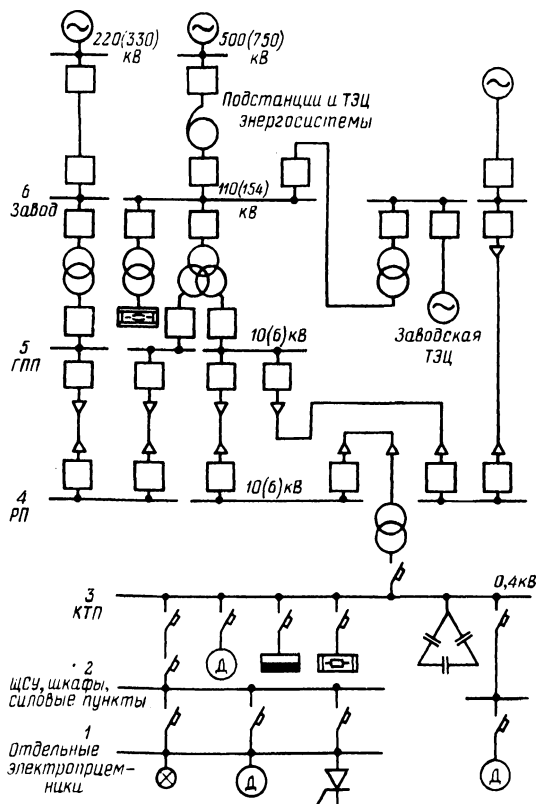 220(330)
кВ
500(750)
кВ
Подстанции и ТЭЦ
энергосистемы
6
Завод
110(154)
кВ
Заводская
ТЭЦ
5
ГПП
10(6)кВ
4
РП
10(6)кВ
3
КТП
0,4кВ
Д
2
ЩСУ, шкафы,
силовые пункты
1
Отдельные
электроприем-
ники
Д
Д